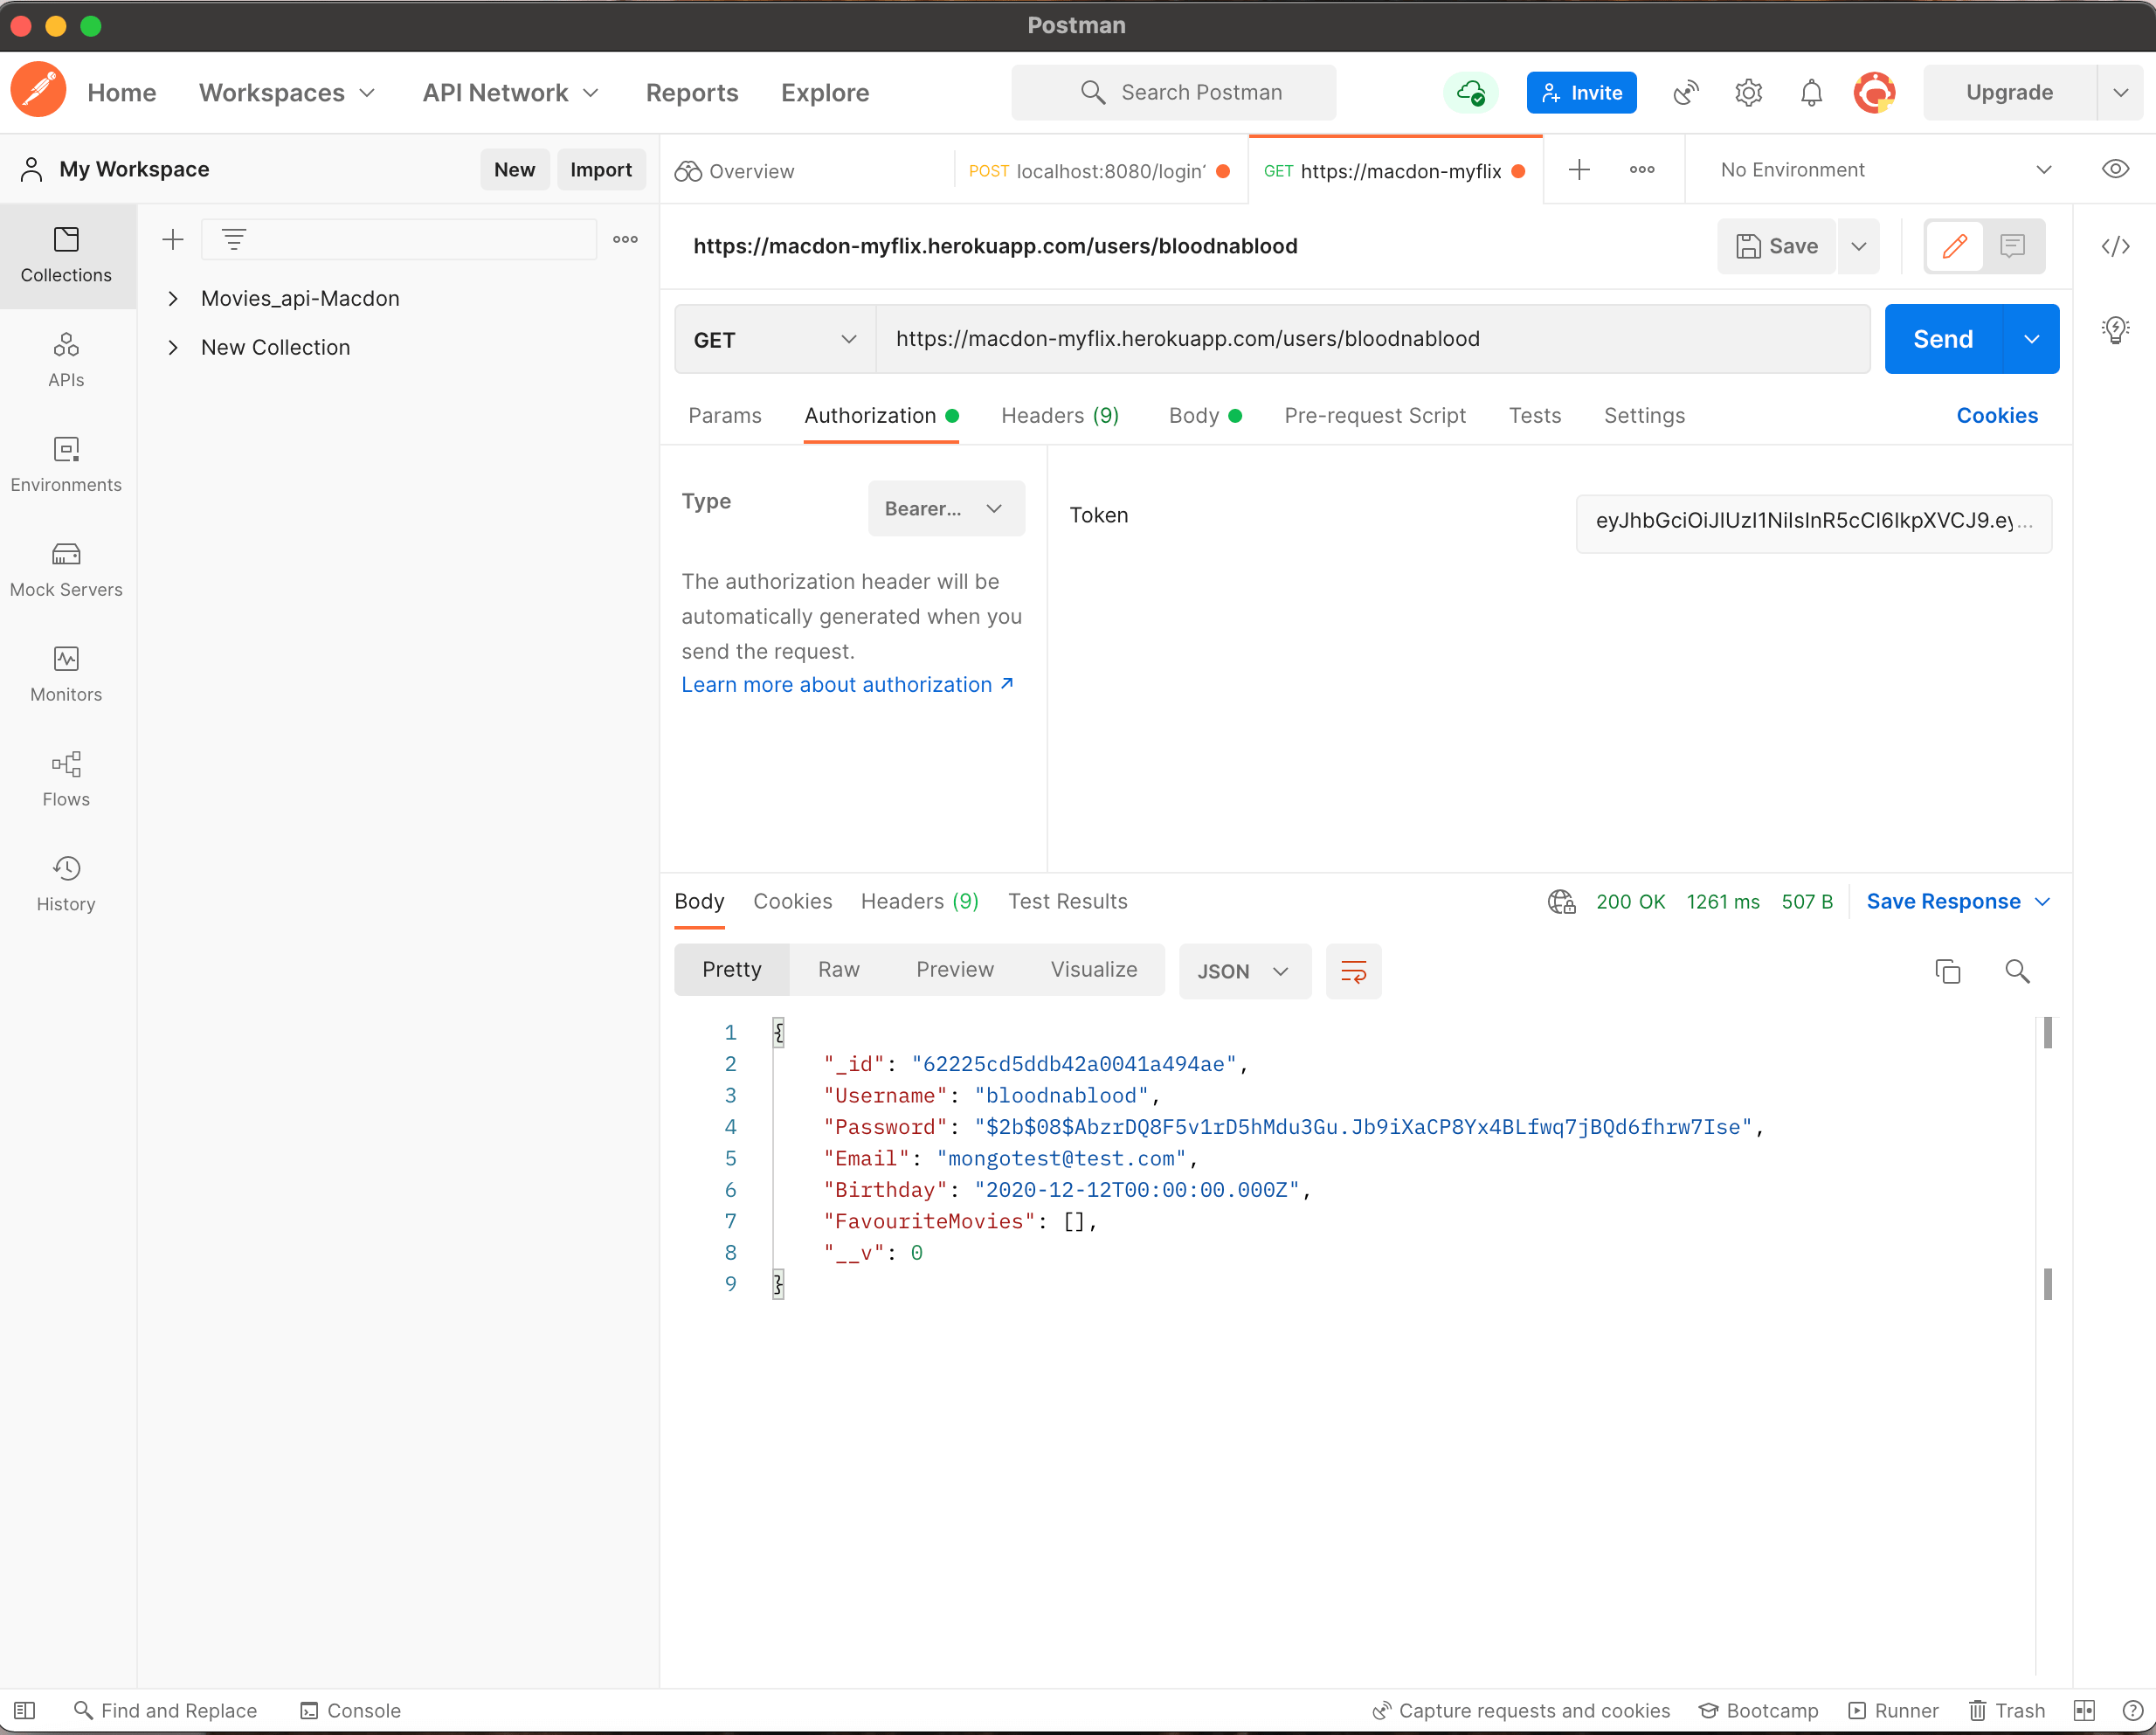 Postman
Home Workspaces API Network Reports Explore Search Postman Invite Upgrade
My Workspace New Import Overview POST localhost:8080/login GET https://macdon-myflix No Environment
Collections
Movies_api-Macdon
New Collection
APIs
Environments
Mock Servers
Monitors
Flows
History
https://macdon-myflix.herokuapp.com/users/bloodnablood Save
GET https://macdon-myflix.herokuapp.com/users/bloodnablood Send
Params Authorization Headers (9) Body Pre-request Script Tests Settings Cookies
Type Bearer... Token eyJhbGciOiJIUzI1NiIsInR5cCI6IkpXVCJ9.ey...
The authorization header will be
automatically generated when you
send the request.
Learn more about authorization ↗
Body Cookies Headers (9) Test Results 200 OK 1261 ms 507 B Save Response
Pretty Raw Preview Visualize JSON
1 {
2 "_id": "62225cd5ddb42a0041a494ae",
3 "Username": "bloodnablood",
4 "Password": "$2b$08$AbzrDQ8F5v1rD5hMdu3Gu.Jb9iXaCP8Yx4BLfwq7jBQd6fhrw7Ise",
5 "Email": "mongotest@test.com",
6 "Birthday": "2020-12-12T00:00:00.000Z",
7 "FavouriteMovies": [],
8 "__v": 0
9 }
Find and Replace Console Capture requests and cookies Bootcamp Runner Trash